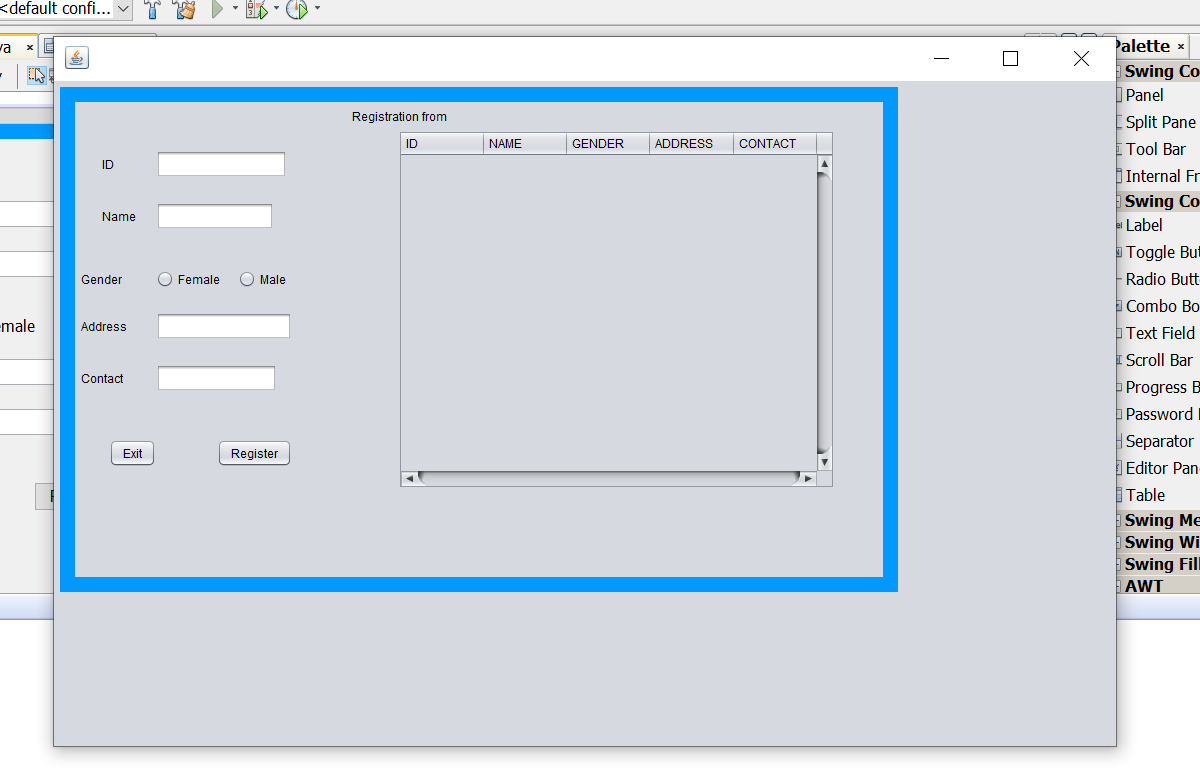 <default confi...
Palette
Registration from
ID NAME GENDER ADDRESS CONTACT
ID
Name
Gender Female Male
Address
Contact
Exit Register
Swing Co
Panel
Split Pane
Tool Bar
Internal Fr
Swing Co
Label
Toggle But
Radio Butt
Combo Bo
Text Field
Scroll Bar
Progress B
Password
Separator
Editor Pan
Table
Swing Me
Swing Wi
Swing Fil
AWT
va
emale